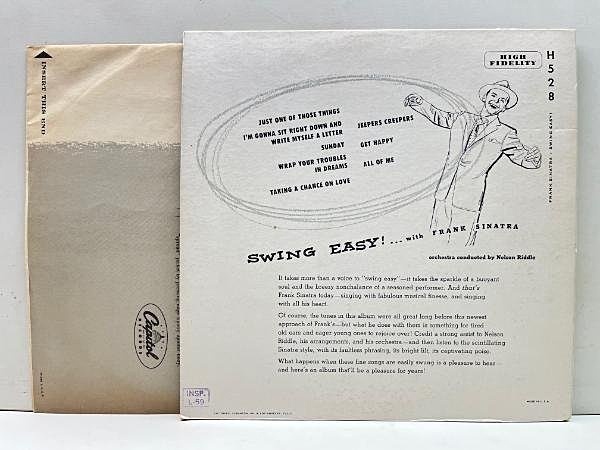 INSERT THIS END
Capitol
RECORDS
HIGH
FIDELITY
H528
FRANK SINATRA · SWING EASY!
JUST ONE OF THOSE THINGS
I'M GONNA SIT RIGHT DOWN AND
WRITE MYSELF A LETTER
SUNDAY
WRAP YOUR TROUBLES
IN DREAMS
TAKING A CHANCE ON LOVE
JEEPERS CREEPERS
GET HAPPY
ALL OF ME
SWING EASY! ... with FRANK SINATRA
orchestra conducted by Nelson Riddle
It takes more than a voice to "swing easy"—it takes the sparkle of a buoyant
soul and the breezy nonchalance of a seasoned performer. And that's
Frank Sinatra today—singing with fabulous musical finesse, and singing
with all his heart.
Of course, the tunes in this album were all great long before this newest
approach of Frank's—but what he does with them is something for tired
old ears and eager young ones to rejoice over! Credit a strong assist to Nelson
Riddle, his arrangements, and his orchestra—and then listen to the scintillating
Sinatra style, with its faultless phrasing, its bright lilt, its captivating voice.
What happens when these fine songs are easily swung is a pleasure to hear—
and here's an album that'll be a pleasure for years!
INSP.
L-59